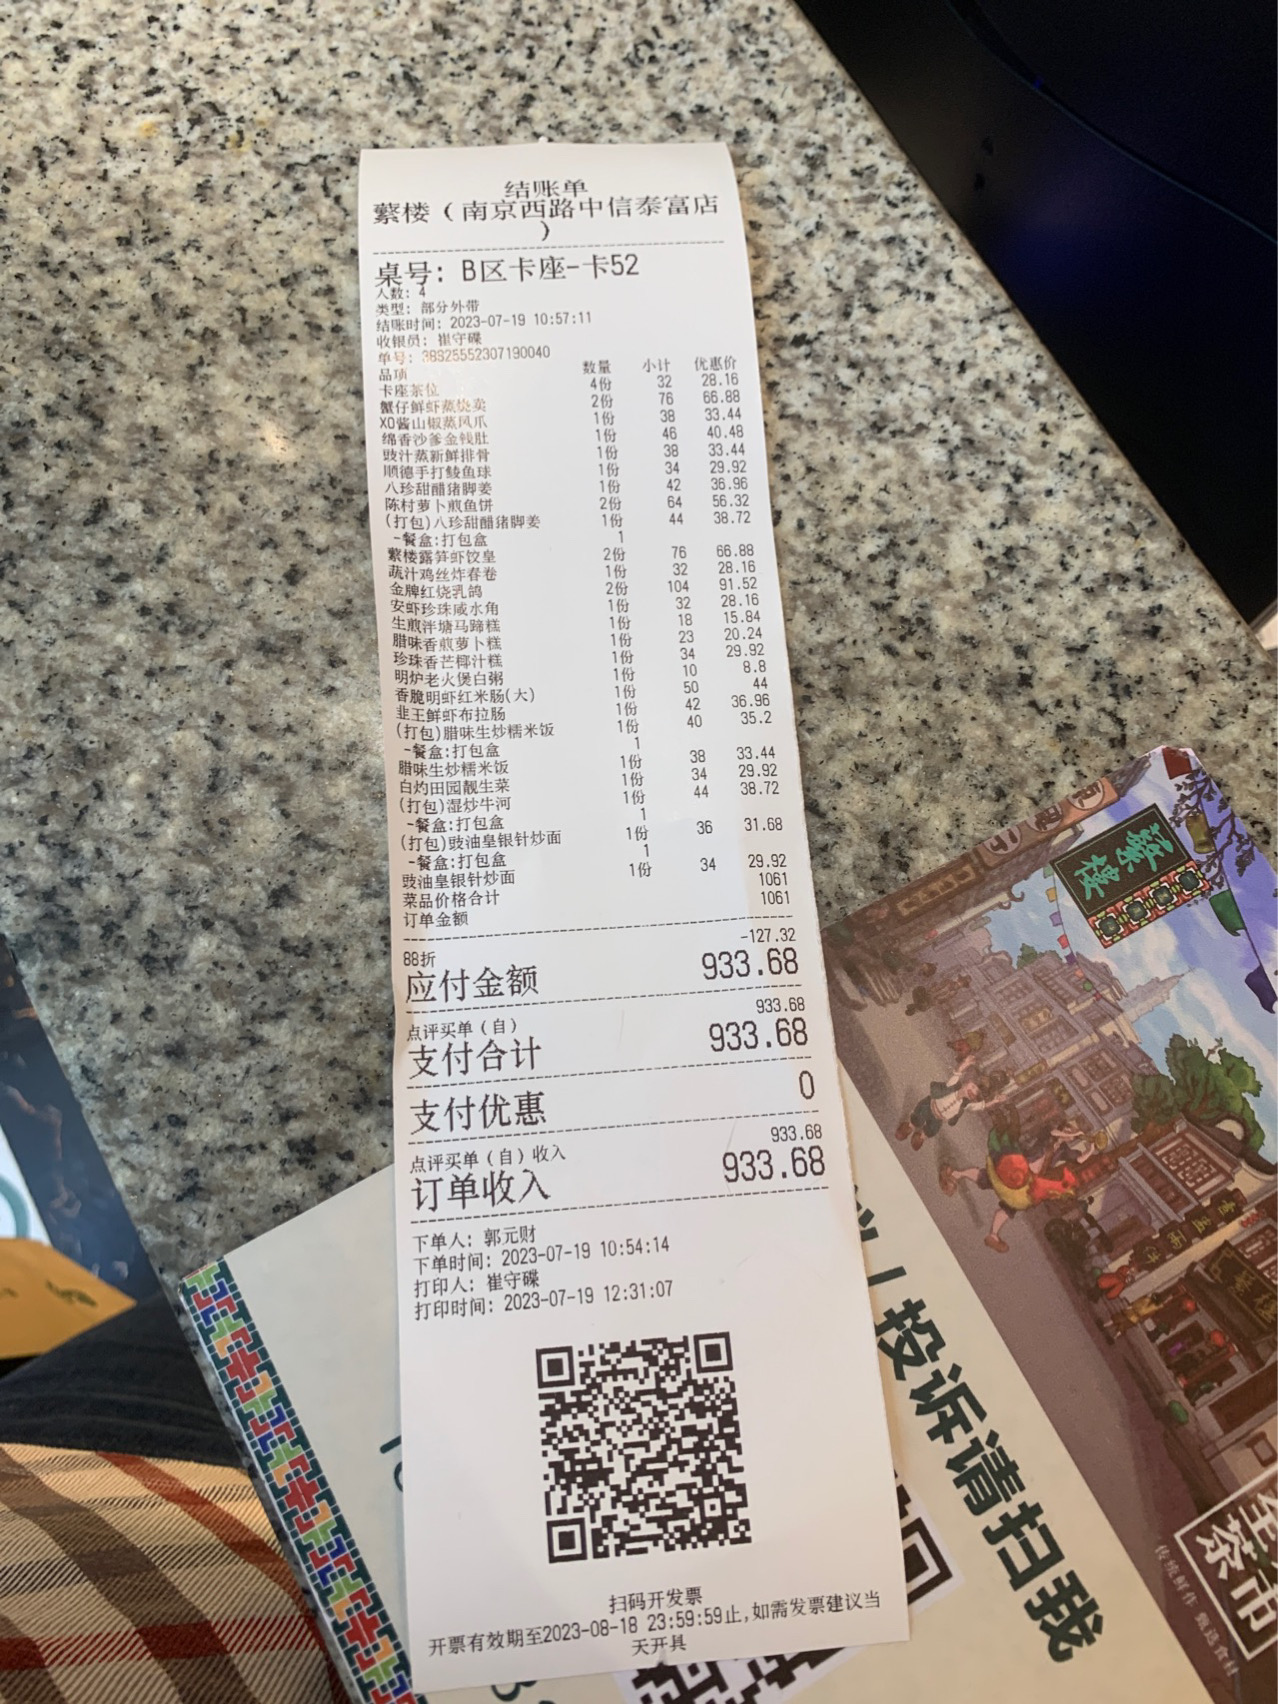 结账单
蘩楼（南京西路中信泰富店
）
桌号：B区卡座-卡52
人数：4
类型：部分外带
结账时间：2023-07-19 10:57:11
收银员：崔守碟
单号：38825552307190040
品项 数量 小计 优惠价
卡座茶位 4份 32 28.16
蟹仔鲜虾蒸烧卖 2份 76 66.88
XO酱山椒蒸凤爪 1份 38 33.44
绵香沙爹金钱肚 1份 46 40.48
豉汁蒸新鲜排骨 1份 38 33.44
顺德手打鲮鱼球 1份 34 29.92
八珍甜醋猪脚姜 1份 42 36.96
陈村萝卜煎鱼饼 2份 64 56.32
(打包)八珍甜醋猪脚姜 1份 44 38.72
-餐盒:打包盒 1
蘩楼露笋虾饺皇 2份 76 66.88
蔬汁鸡丝炸春卷 1份 32 28.16
金牌红烧乳鸽 2份 104 91.52
安虾珍珠咸水角 1份 32 28.16
生煎泮塘马蹄糕 1份 18 15.84
腊味香煎萝卜糕 1份 23 20.24
珍珠香芒椰汁糕 1份 34 29.92
明炉老火煲白粥 1份 10 8.8
香脆明虾红米肠(大) 1份 50 44
韭王鲜虾布拉肠 1份 42 36.96
(打包)腊味生炒糯米饭 1份 40 35.2
-餐盒:打包盒 1
腊味生炒糯米饭 1份 38 33.44
白灼田园靓生菜 1份 34 29.92
(打包)湿炒牛河 1份 44 38.72
-餐盒:打包盒 1
(打包)豉油皇银针炒面 1份 36 31.68
-餐盒:打包盒 1
豉油皇银针炒面 1份 34 29.92
菜品价格合计 1061
订单金额 1061
88折 -127.32
应付金额 933.68
点评买单（自） 933.68
支付合计 933.68
支付优惠 0
点评买单（自）收入 933.68
订单收入 933.68
下单人：郭元财
下单时间：2023-07-19 10:54:14
打印人：崔守碟
打印时间：2023-07-19 12:31:07
扫码开发票
开票有效期至2023-08-18 23:59:59止,如需发票建议当
天开具
投诉请扫我
蘩楼